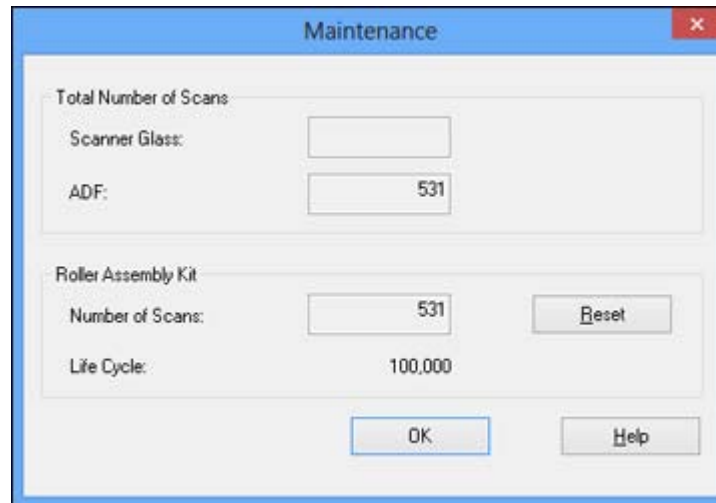 Maintenance
Total Number of Scans
Scanner Glass:
ADF: 531
Roller Assembly Kit
Number of Scans: 531 Reset
Life Cycle: 100,000
OK Help